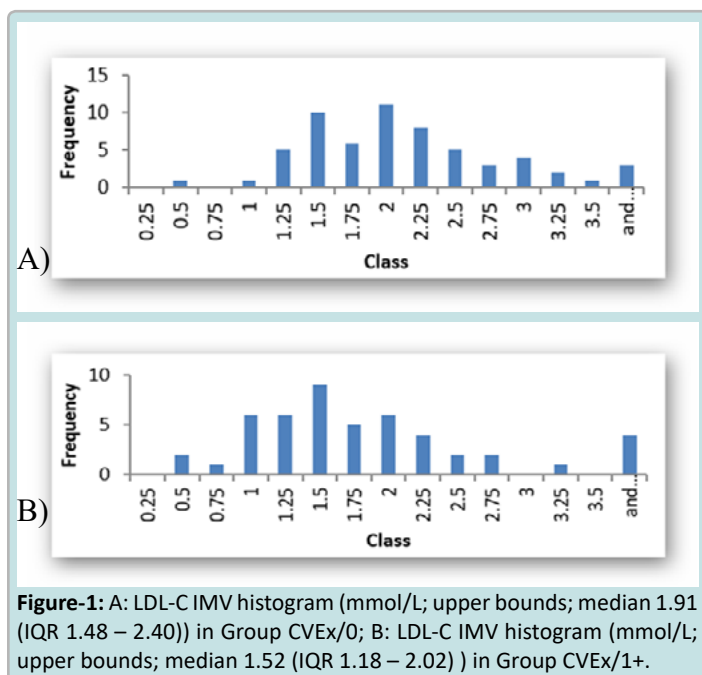 15
10
5
0
Frequency
0.25 0.5 0.75 1 1.25 1.5 1.75 2 2.25 2.5 2.75 3 3.25 3.5 and...
Class
A)
10
5
0
Frequency
0.25 0.5 0.75 1 1.25 1.5 1.75 2 2.25 2.5 2.75 3 3.25 3.5 and...
Class
B)
Figure-1: A: LDL-C IMV histogram (mmol/L; upper bounds; median 1.91
(IQR 1.48 – 2.40)) in Group CVEx/0; B: LDL-C IMV histogram (mmol/L;
upper bounds; median 1.52 (IQR 1.18 – 2.02) ) in Group CVEx/1+.